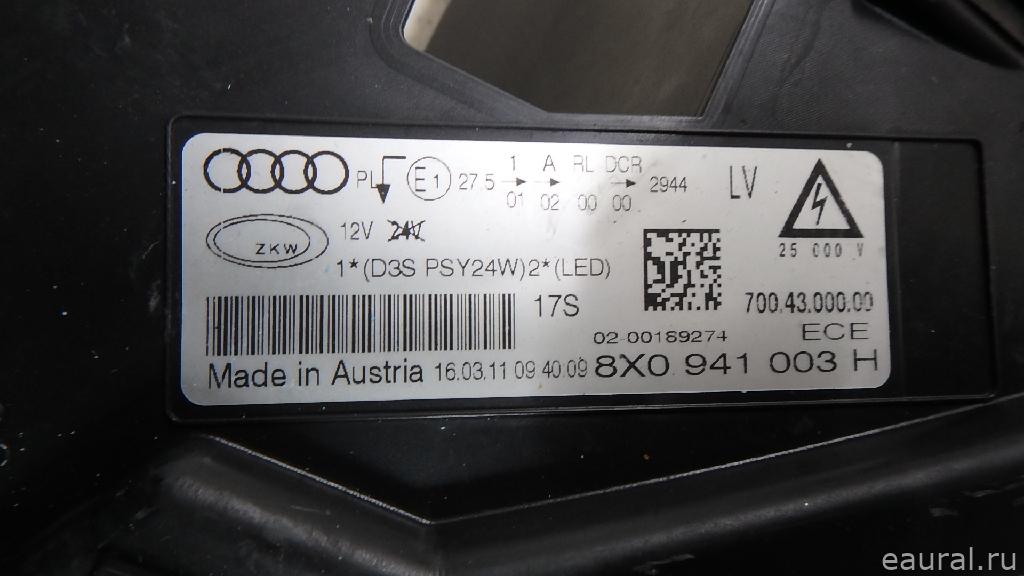 PL E1 27.5 1 A RL DCR 2944 LV
01 02 00 00
ZKW 12V 24V
25 000 V
1*(D3S PSY24W)2*(LED)
17S
700.43.000.00
02 00189274 ECE
Made in Austria 16.03.11 09 40 09 8X0 941 003 H
eaural.ru